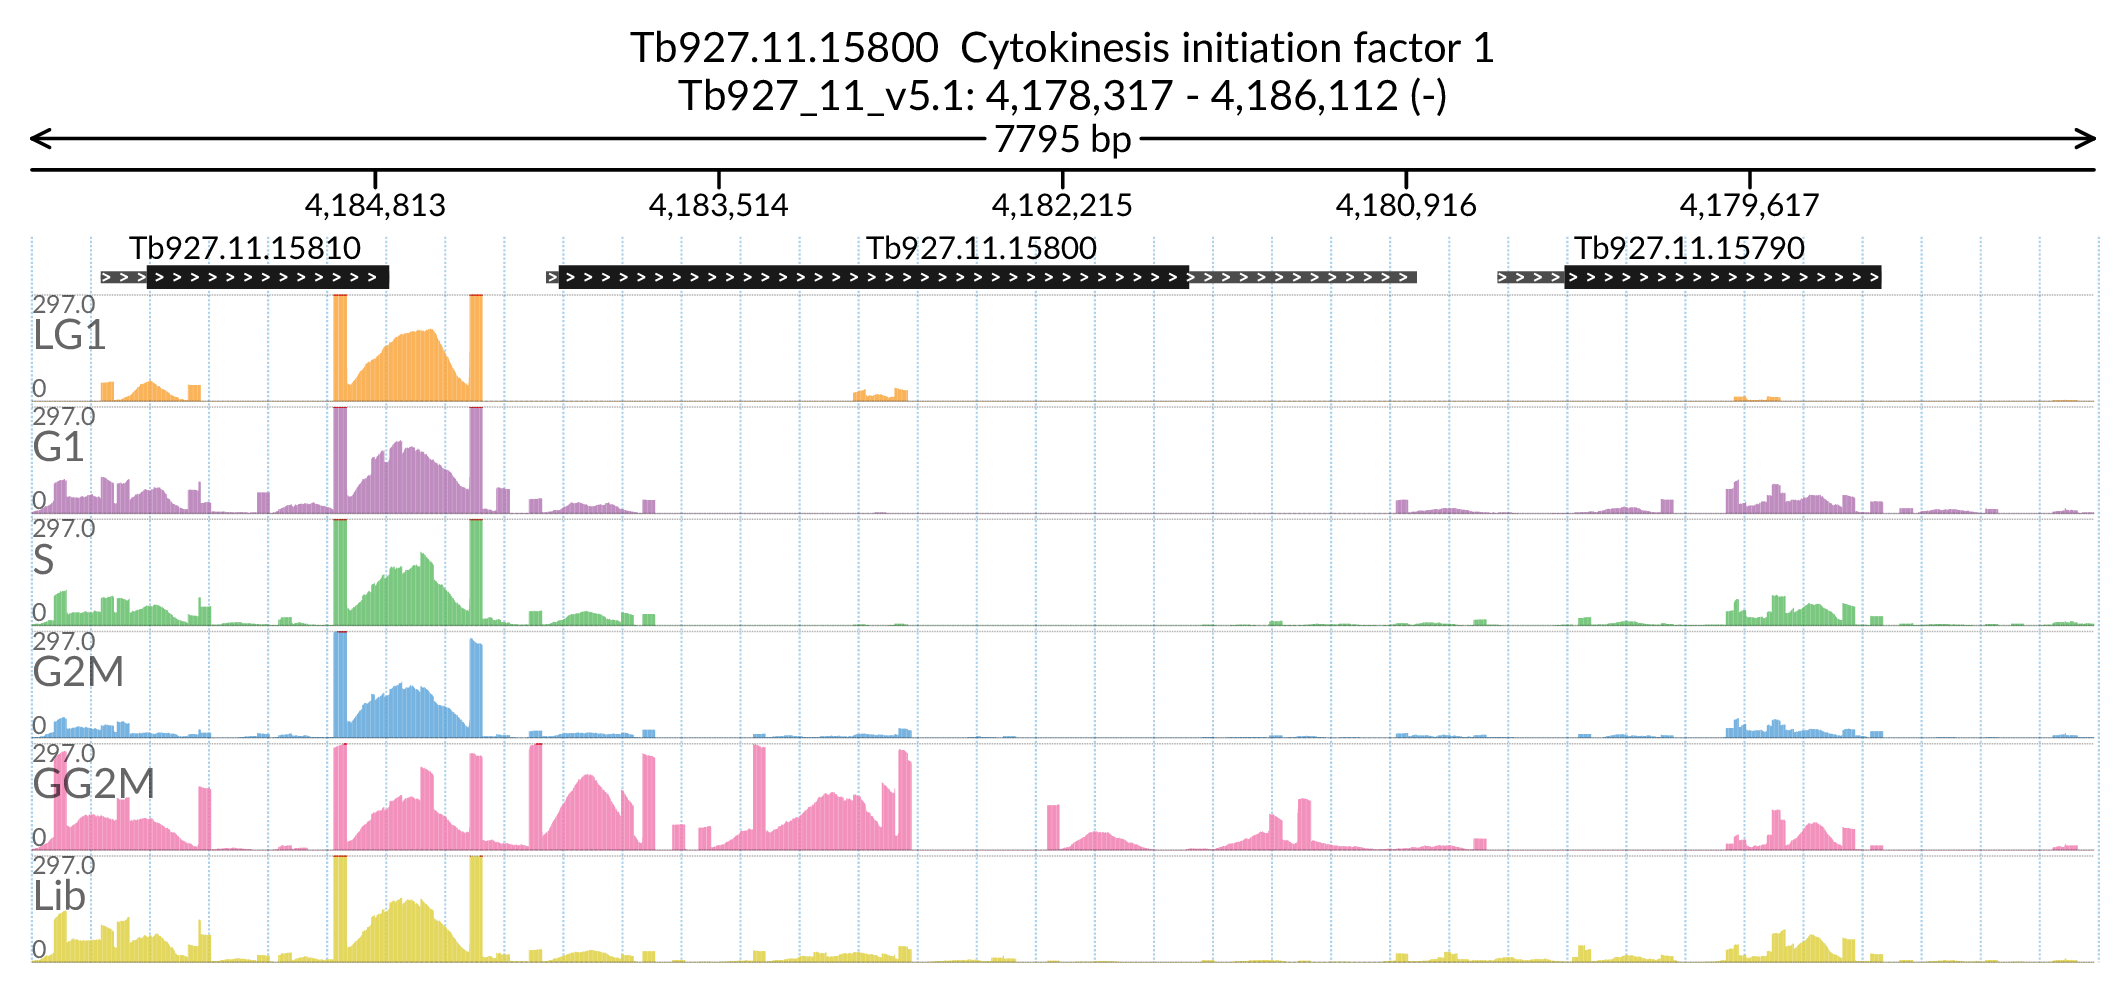 Tb927.11.15800 Cytokinesis initiation factor 1
Tb927_11_v5.1: 4,178,317 - 4,186,112 (-)
7795 bp
4,184,813 4,183,514 4,182,215 4,180,916 4,179,617
Tb927.11.15810 Tb927.11.15800 Tb927.11.15790
297.0
LG1
0
297.0
G1
0
297.0
S
0
297.0
G2M
0
297.0
GG2M
0
297.0
Lib
0